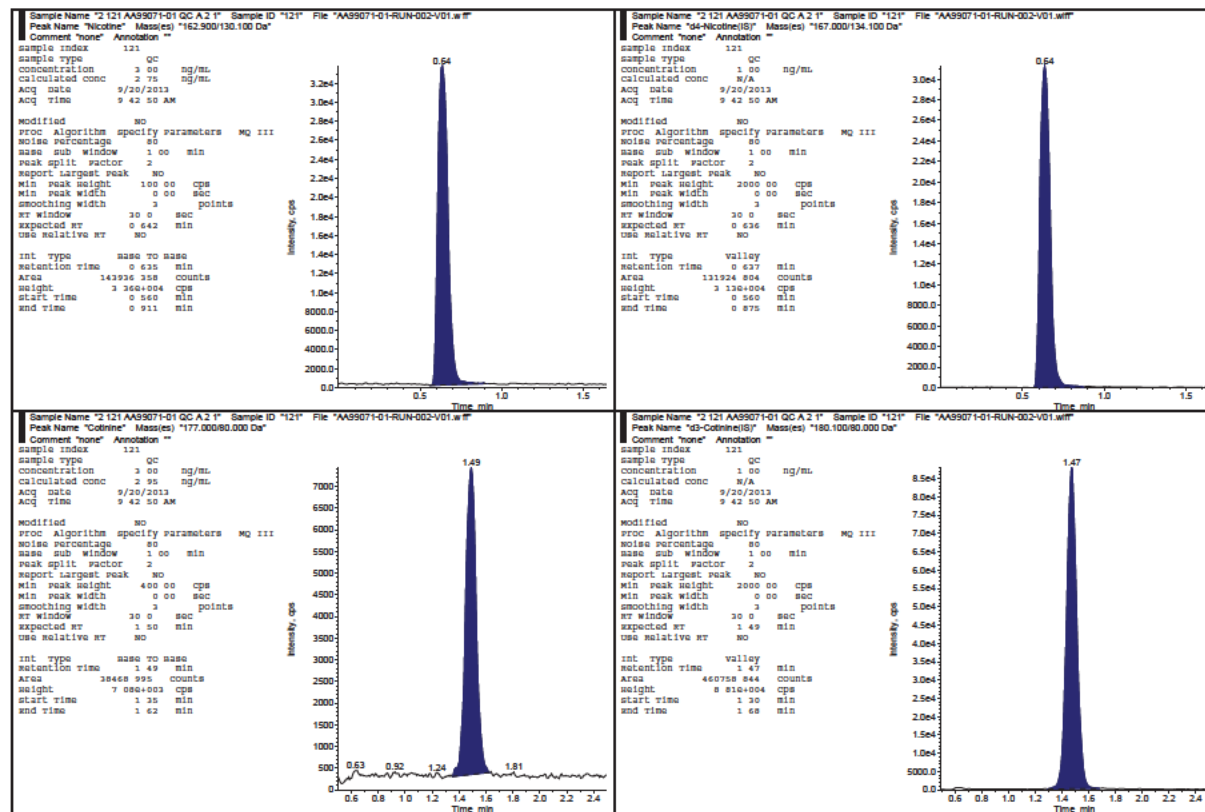 Sample Name "2 121 AA99071-01 QC A.2 1" Sample ID "121" File "AA99071-01-RUN-002-V01.wiff"
Peak Name "Nicotine" Mass(es) "162.900/130.100 Da"
Comment "none" Annotation ""
Sample Index 121
Sample Type QC
Concentration 3 00 ng/mL
Calculated Conc 2 75 ng/mL
Acq Date 9/20/2013
Acq Time 9 42 50 AM
Modified NO
Proc Algorithm Specify Parameters MQ III
Noise Percentage 80
Base Sub Window 1 00 min
Peak Split Factor 2
Report Largest Peak NO
Min Peak Height 100 00 cps
Min Peak Width 0 00 sec
Smoothing Width 3 points
RT Window 30 0 sec
Expected RT 0 642 min
Use Relative RT NO
Int Type Base To Base
Retention Time 0 635 min
Area 143936 358 counts
Height 3 36e+004 cps
Start Time 0 560 min
End Time 0 911 min
0.64
3.2e4
3.0e4
2.8e4
2.6e4
2.4e4
2.2e4
2.0e4
1.8e4
1.6e4
1.4e4
1.2e4
1.0e4
8000.0
6000.0
4000.0
2000.0
0.0
Intensity, cps
0.5 1.0 1.5
Time min
Sample Name "2 121 AA99071-01 QC A.2 1" Sample ID "121" File "AA99071-01-RUN-002-V01.wiff"
Peak Name "d4-Nicotine(IS)" Mass(es) "167.000/134.100 Da"
Comment "none" Annotation ""
Sample Index 121
Sample Type QC
Concentration 1 00 ng/mL
Calculated Conc N/A
Acq Date 9/20/2013
Acq Time 9 42 50 AM
Modified NO
Proc Algorithm Specify Parameters MQ III
Noise Percentage 80
Base Sub Window 1 00 min
Peak Split Factor 2
Report Largest Peak NO
Min Peak Height 2000 00 cps
Min Peak Width 0 00 sec
Smoothing Width 3 points
RT Window 30 0 sec
Expected RT 0 636 min
Use Relative RT NO
Int Type Valley
Retention Time 0 637 min
Area 131924 804 counts
Height 3 13e+004 cps
Start Time 0 560 min
End Time 0 875 min
0.64
3.0e4
2.8e4
2.6e4
2.4e4
2.2e4
2.0e4
1.8e4
1.6e4
1.4e4
1.2e4
1.0e4
8000.0
6000.0
4000.0
2000.0
0.0
Intensity, cps
0.5 1.0 1.5
Time min
Sample Name "2 121 AA99071-01 QC A.2 1" Sample ID "121" File "AA99071-01-RUN-002-V01.wiff"
Peak Name "Cotinine" Mass(es) "177.000/80.000 Da"
Comment "none" Annotation ""
Sample Index 121
Sample Type QC
Concentration 3 00 ng/mL
Calculated Conc 2 95 ng/mL
Acq Date 9/20/2013
Acq Time 9 42 50 AM
Modified NO
Proc Algorithm Specify Parameters MQ III
Noise Percentage 80
Base Sub Window 1 00 min
Peak Split Factor 2
Report Largest Peak NO
Min Peak Height 400 00 cps
Min Peak Width 0 00 sec
Smoothing Width 3 points
RT Window 30 0 sec
Expected RT 1 50 min
Use Relative RT NO
Int Type Base To Base
Retention Time 1 49 min
Area 38468 995 counts
Height 7 08e+003 cps
Start Time 1 35 min
End Time 1 62 min
1.49
7000
6500
6000
5500
5000
4500
4000
3500
3000
2500
2000
1500
1000
500
0
Intensity, cps
0.63 0.92 1.24 1.81
0.6 0.8 1.0 1.2 1.4 1.6 1.8 2.0 2.2 2.4
Time min
Sample Name "2 121 AA99071-01 QC A.2 1" Sample ID "121" File "AA99071-01-RUN-002-V01.wiff"
Peak Name "d3-Cotinine(IS)" Mass(es) "180.100/80.000 Da"
Comment "none" Annotation ""
Sample Index 121
Sample Type QC
Concentration 1 00 ng/mL
Calculated Conc N/A
Acq Date 9/20/2013
Acq Time 9 42 50 AM
Modified NO
Proc Algorithm Specify Parameters MQ III
Noise Percentage 80
Base Sub Window 1 00 min
Peak Split Factor 2
Report Largest Peak NO
Min Peak Height 2000 00 cps
Min Peak Width 0 00 sec
Smoothing Width 3 points
RT Window 30 0 sec
Expected RT 1 49 min
Use Relative RT NO
Int Type Valley
Retention Time 1 47 min
Area 460758 844 counts
Height 8 81e+004 cps
Start Time 1 30 min
End Time 1 68 min
1.47
8.5e4
8.0e4
7.5e4
7.0e4
6.5e4
6.0e4
5.5e4
5.0e4
4.5e4
4.0e4
3.5e4
3.0e4
2.5e4
2.0e4
1.5e4
1.0e4
5000.0
0.0
Intensity, cps
0.6 0.8 1.0 1.2 1.4 1.6 1.8 2.0 2.2 2.4
Time min